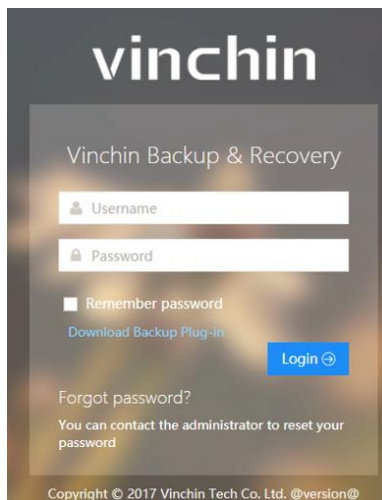 vinchin
Vinchin Backup & Recovery
Username
Password
Remember password
Download Backup Plug-in
Login
Forgot password?
You can contact the administrator to reset your
password
Copyright © 2017 Vinchin Tech Co. Ltd. @version@